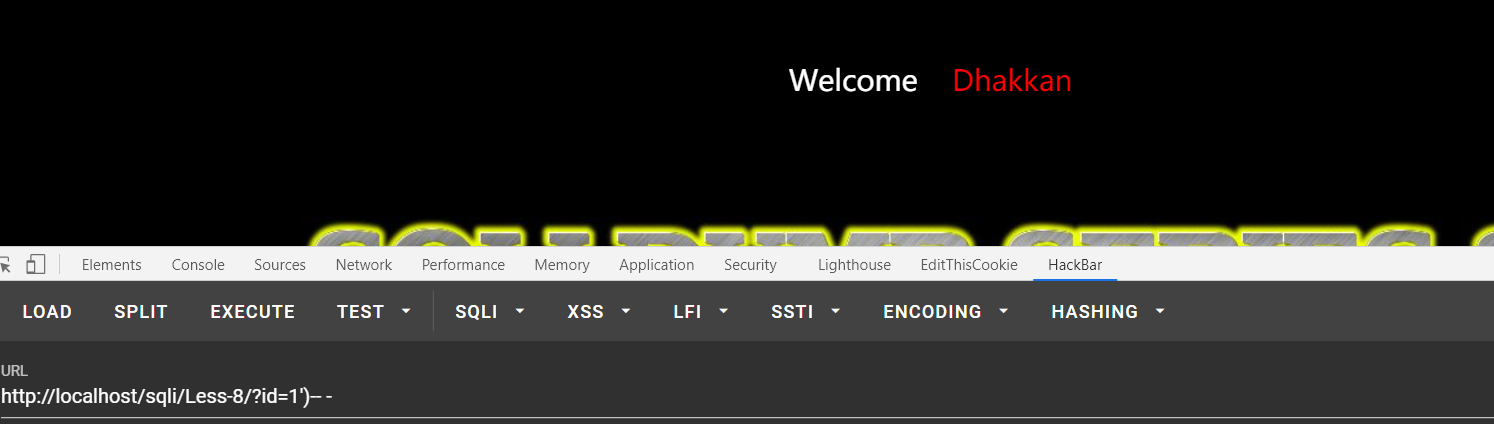 Welcome Dhakkan
Elements Console Sources Network Performance Memory Application Security Lighthouse EditThisCookie HackBar
LOAD SPLIT EXECUTE TEST SQLI XSS LFI SSTI ENCODING HASHING
URL
http://localhost/sqli/Less-8/?id=1')-- -